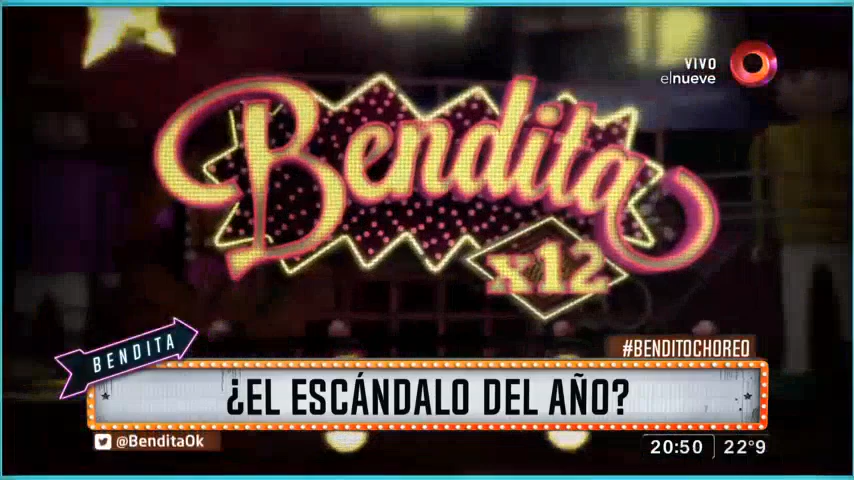 VIVO
elnueve
Bendita
x12
BENDITA
#BENDITOCHOREO
¿EL ESCÁNDALO DEL AÑO?
@BenditaOk
20:50
22°9